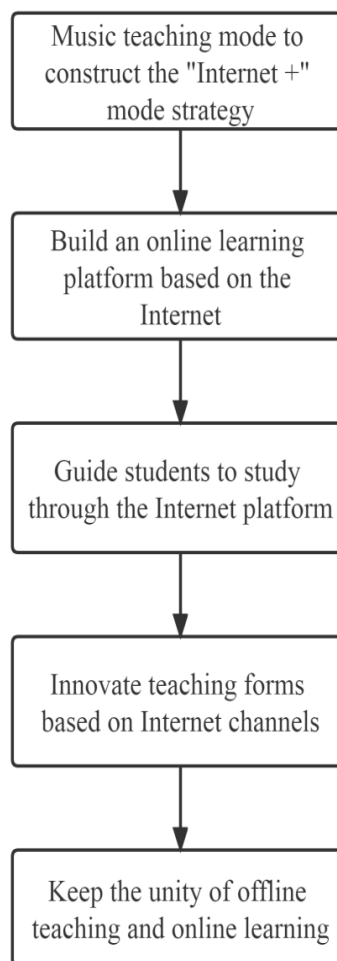 Music teaching mode to
construct the "Internet +"
mode strategy
Build an online learning
platform based on the
Internet
Guide students to study
through the Internet platform
Innovate teaching forms
based on Internet channels
Keep the unity of offline
teaching and online learning